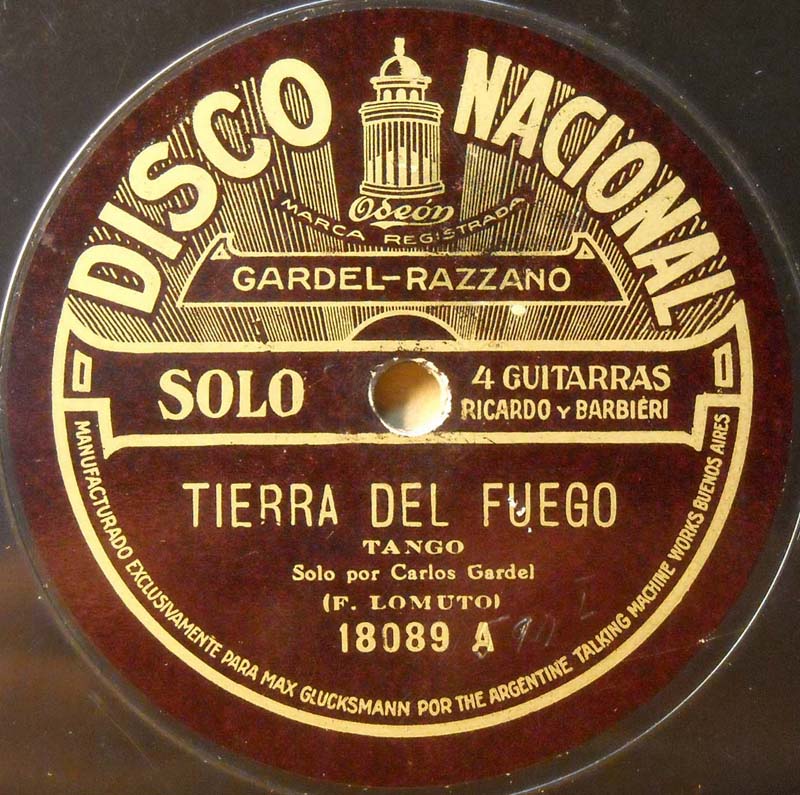 DISCO NACIONAL
Odeón
MARCA REGISTRADA
GARDEL-RAZZANO
SOLO
4 GUITARRAS
RICARDO Y BARBIÉRI
TIERRA DEL FUEGO
TANGO
Solo por Carlos Gardel
(F. LOMUTO)
18089 A
MANUFACTURADO EXCLUSIVAMENTE PARA MAX GLUCKSMANN POR THE ARGENTINE TALKING MACHINE WORKS BUENOS AIRES